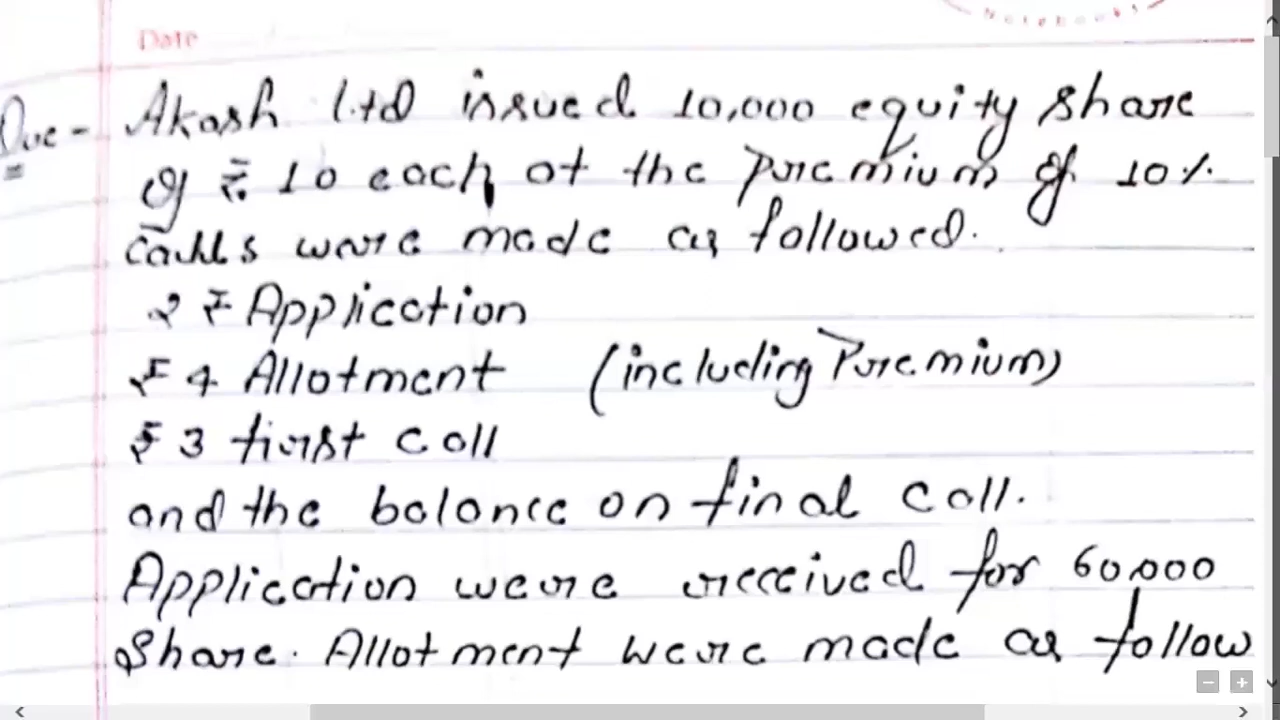 Notebooks
Date
Que - Akash Ltd issued 10,000 equity share
of ₹ 10 each at the premium of 10%
calls were made as followed.
2 ₹ Application
₹ 4 Allotment (including Premium)
₹ 3 first call
and the balance on final call.
Application were received for 60,000
share. Allotment were made as follow